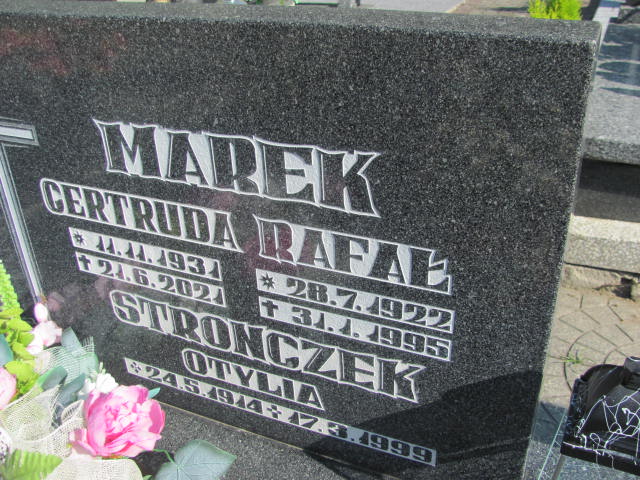 MAREK
GERTRUDA RAFAŁ
* 11.11.1931 * 28.7.1922
+ 21.6.2021 + 31.1.1995
STRONCZEK
OTYLIA
* 24.5.1914 + 17.3.1999